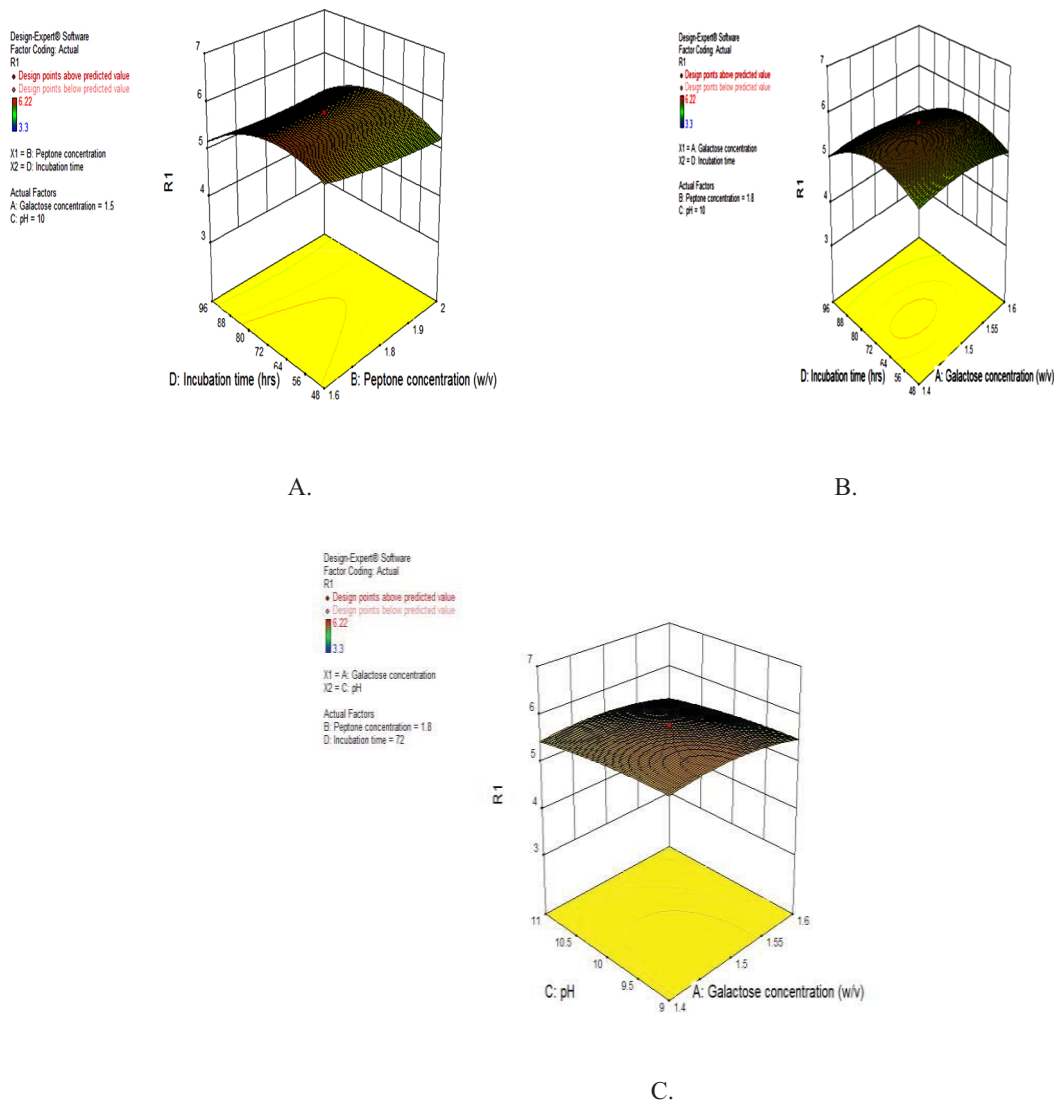 Design-Expert® Software
Factor Coding: Actual
R1
Design points above predicted value
Design points below predicted value
6.22
3.3
X1 = B: Peptone concentration
X2 = D: Incubation time
Actual Factors
A: Galactose concentration = 1.5
C: pH = 10
7
6
5
4
3
R1
96
88
80
72
64
56
48
1.6
1.8
1.9
2
D: Incubation time (hrs)
B: Peptone concentration (w/v)
A.
Design-Expert® Software
Factor Coding: Actual
R1
Design points above predicted value
Design points below predicted value
6.22
3.3
X1 = A: Galactose concentration
X2 = D: Incubation time
Actual Factors
B: Peptone concentration = 1.8
C: pH = 10
7
6
5
4
3
R1
96
88
80
72
64
56
48
1.4
1.5
1.55
1.6
D: Incubation time (hrs)
A: Galactose concentration (w/v)
B.
Design-Expert® Software
Factor Coding: Actual
R1
Design points above predicted value
Design points below predicted value
6.22
3.3
X1 = A: Galactose concentration
X2 = C: pH
Actual Factors
B: Peptone concentration = 1.8
D: Incubation time = 72
7
6
5
4
3
R1
11
10.5
10
9.5
9
1.4
1.5
1.55
1.6
C: pH
A: Galactose concentration (w/v)
C.